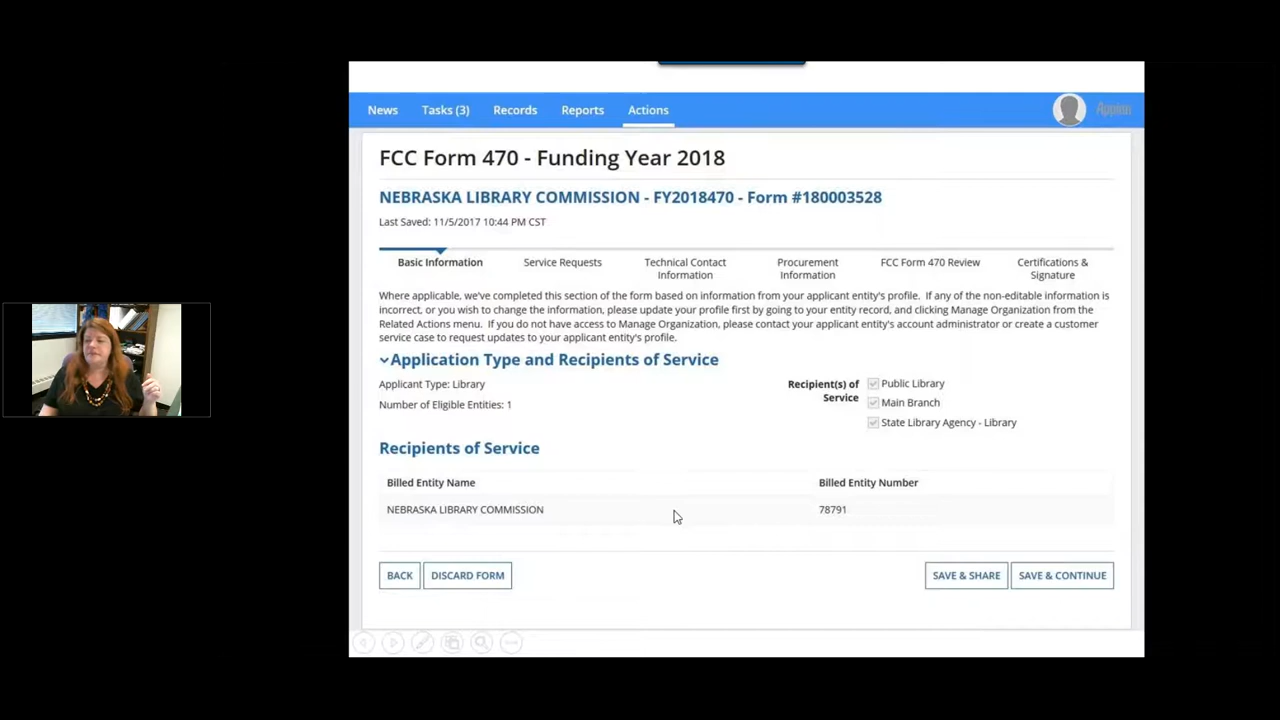 News Tasks (3) Records Reports Actions Appian
FCC Form 470 - Funding Year 2018
NEBRASKA LIBRARY COMMISSION - FY2018470 - Form #180003528
Last Saved: 11/5/2017 10:44 PM CST
Basic Information
Service Requests
Technical Contact
Information
Procurement
Information
FCC Form 470 Review
Certifications &
Signature
Where applicable, we've completed this section of the form based on information from your applicant entity's profile. If any of the non-editable information is
incorrect, or you wish to change the information, please update your profile first by going to your entity record, and clicking Manage Organization from the
Related Actions menu. If you do not have access to Manage Organization, please contact your applicant entity's account administrator or create a customer
service case to request updates to your applicant entity's profile.
Application Type and Recipients of Service
Applicant Type: Library
Number of Eligible Entities: 1
Recipient(s) of
Service
Public Library
Main Branch
State Library Agency - Library
Recipients of Service
Billed Entity Name Billed Entity Number
NEBRASKA LIBRARY COMMISSION 78791
BACK DISCARD FORM SAVE & SHARE SAVE & CONTINUE